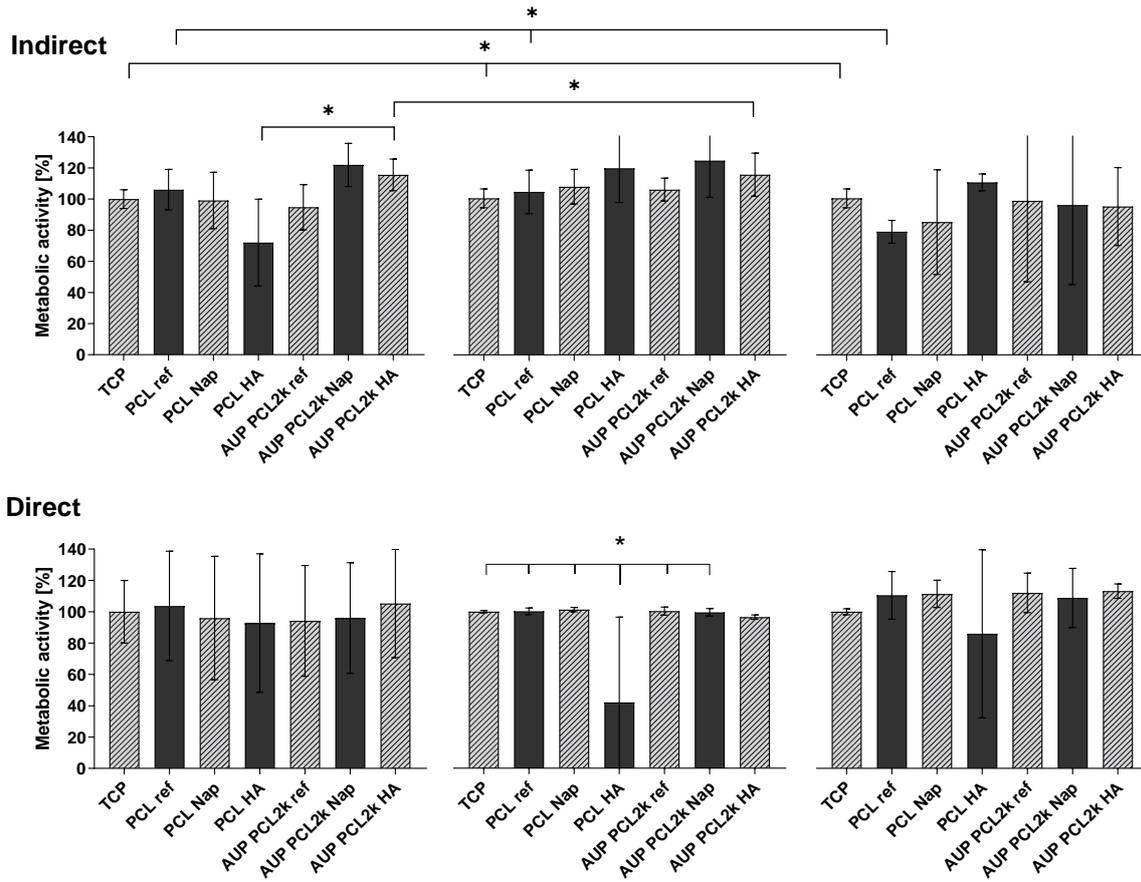 *
Indirect
*
*
*
Metabolic activity [%]
140
120
100
80
60
40
20
0
TCP
PCL ref
PCL Nap
PCL HA
AUP PCL2k ref
AUP PCL2k Nap
AUP PCL2k HA
TCP
PCL ref
PCL Nap
PCL HA
AUP PCL2k ref
AUP PCL2k Nap
AUP PCL2k HA
TCP
PCL ref
PCL Nap
PCL HA
AUP PCL2k ref
AUP PCL2k Nap
AUP PCL2k HA
Direct
*
Metabolic activity [%]
140
120
100
80
60
40
20
0
TCP
PCL ref
PCL Nap
PCL HA
AUP PCL2k ref
AUP PCL2k Nap
AUP PCL2k HA
TCP
PCL ref
PCL Nap
PCL HA
AUP PCL2k ref
AUP PCL2k Nap
AUP PCL2k HA
TCP
PCL ref
PCL Nap
PCL HA
AUP PCL2k ref
AUP PCL2k Nap
AUP PCL2k HA